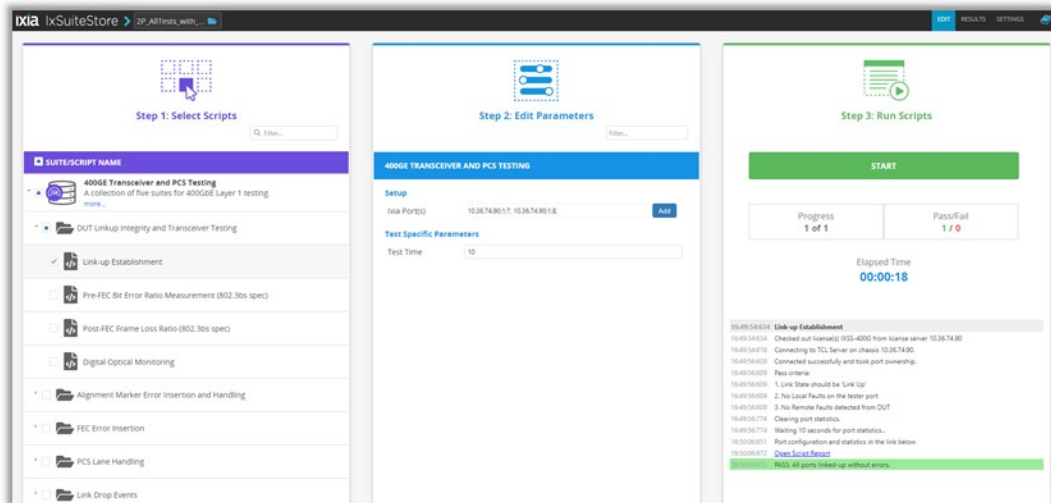 ixia IxSuiteStore > 2P_AllTests_with_...
EDIT RESULTS SETTINGS
Step 1: Select Scripts
Filter...
SUITE/SCRIPT NAME
400GE Transceiver and PCS Testing
A collection of five suites for 400GbE Layer 1 testing.
more...
DUT Linkup Integrity and Transceiver Testing
Link-up Establishment
Pre-FEC Bit Error Ratio Measurement (802.3bs spec)
Post-FEC Frame Loss Ratio (802.3bs spec)
Digital Optical Monitoring
Alignment Marker Error Insertion and Handling
FEC Error Insertion
PCS Lane Handling
Link Drop Events
Step 2: Edit Parameters
Filter...
400GE TRANSCEIVER AND PCS TESTING
Setup
Ixia Port(s) 10.36.74.90:1;7, 10.36.74.90:1;8, Add
Test Specific Parameters
Test Time 10
Step 3: Run Scripts
START
Progress Pass/Fail
1 of 1 1 / 0
Elapsed Time
00:00:18
16:49:54:634 Link-up Establishment
16:49:54:634 Checked out license(s) IXSS-400G from license server 10.36.74.90
16:49:54:816 Connecting to TCL Server on chassis 10.36.74.90.
16:49:56:609 Connected successfully and took port ownership.
16:49:56:609 Pass criteria:
16:49:56:609 1. Link State should be 'Link Up'
16:49:56:609 2. No Local Faults on the tester port
16:49:56:609 3. No Remote Faults detected from DUT
16:49:56:774 Clearing port statistics.
16:49:56:774 Waiting 10 seconds for port statistics...
16:50:06:851 Port configuration and statistics in the link below
16:50:06:972 Open Script Report
16:50:06:972 PASS: All ports linked-up without errors.